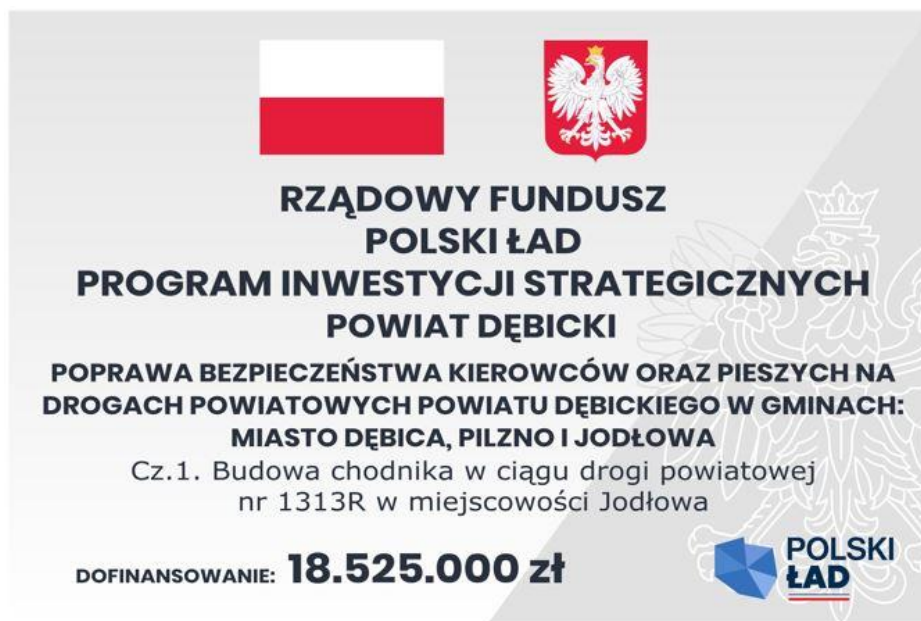 RZĄDOWY FUNDUSZ
POLSKI ŁAD
PROGRAM INWESTYCJI STRATEGICZNYCH
POWIAT DĘBICKI
POPRAWA BEZPIECZEŃSTWA KIEROWCÓW ORAZ PIESZYCH NA
DROGACH POWIATOWYCH POWIATU DĘBICKIEGO W GMINACH:
MIASTO DĘBICA, PILZNO I JODŁOWA
Cz.1. Budowa chodnika w ciągu drogi powiatowej
nr 1313R w miejscowości Jodłowa
DOFINANSOWANIE: 18.525.000 zł
POLSKI
ŁAD